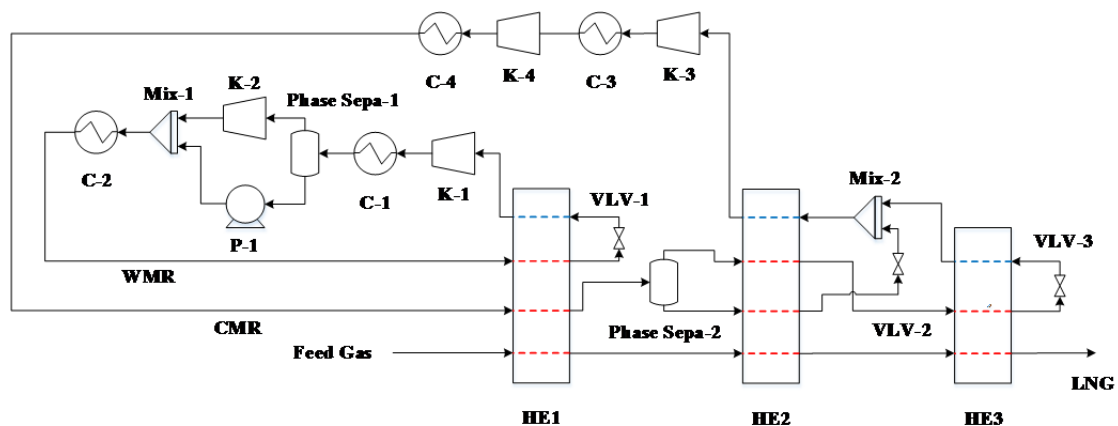 C-4
K-4
C-3
K-3
Mix-1
K-2
Phase Sepa-1
C-2
P-1
C-1
K-1
VLV-1
Mix-2
VLV-3
WMR
CMR
Phase Sepa-2
VLV-2
Feed Gas
LNG
HE1
HE2
HE3